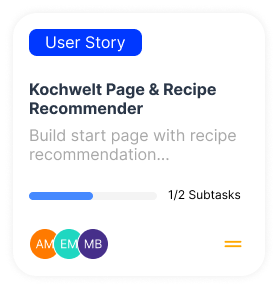 User Story
Kochwelt Page & Recipe
Recommender
Build start page with recipe
recommendation...
1/2 Subtasks
AM EM MB